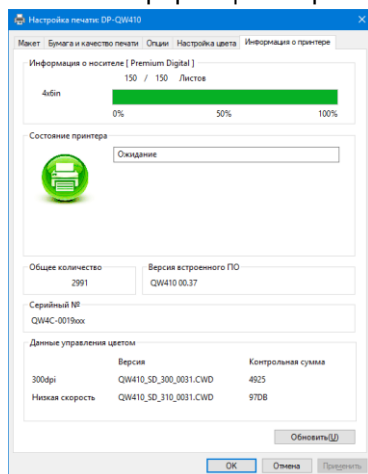 Настройка печати: DP-QW410
Макет Бумага и качество печати Опции Настройка цвета Информация о принтере
Информация о носителе [ Premium Digital ]
150 / 150 Листов
4x6in
0% 50% 100%
Состояние принтера
Ожидание
Общее количество Версия встроенного ПО
2991 QW410 00.37
Серийный №
QW4C-0019xxx
Данные управления цветом
Версия Контрольная сумма
300dpi QW410_SD_300_0031.CWD 4925
Низкая скорость QW410_SD_310_0031.CWD 97DB
Обновить(U)
OK Отмена Применить